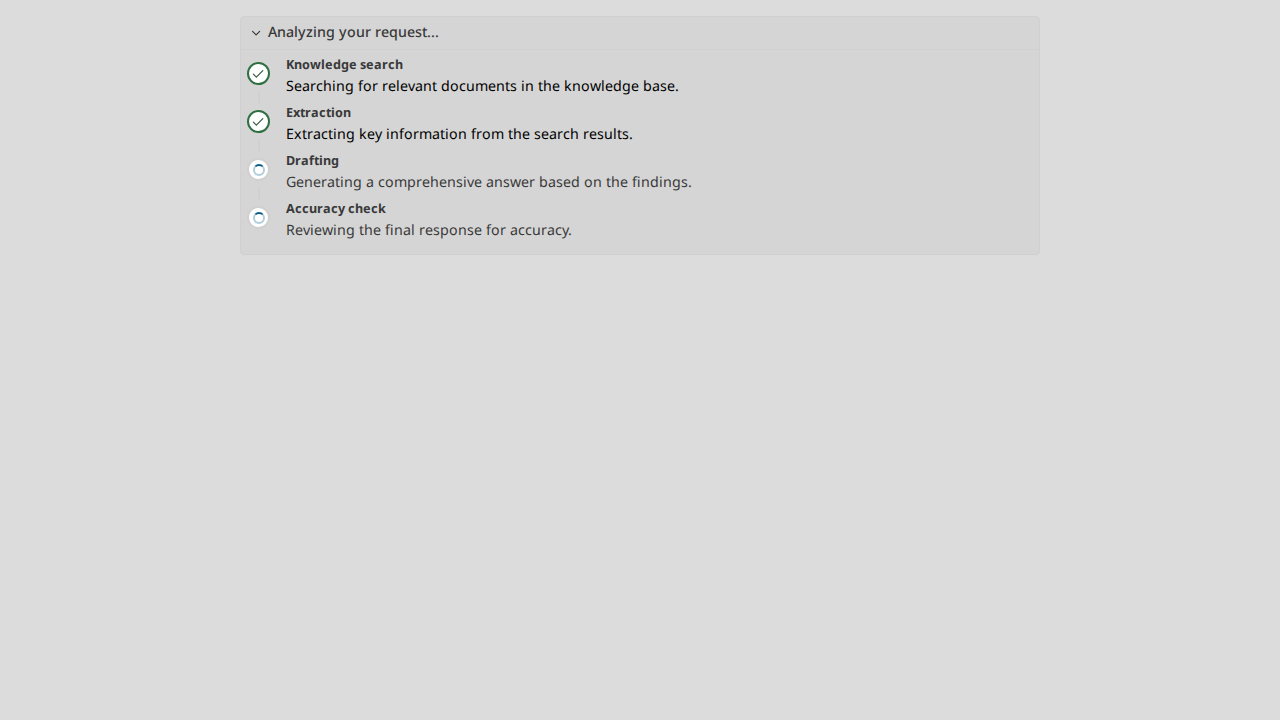 Analyzing your request...
Knowledge search
Searching for relevant documents in the knowledge base.
Extraction
Extracting key information from the search results.
Drafting
Generating a comprehensive answer based on the findings.
Accuracy check
Reviewing the final response for accuracy.